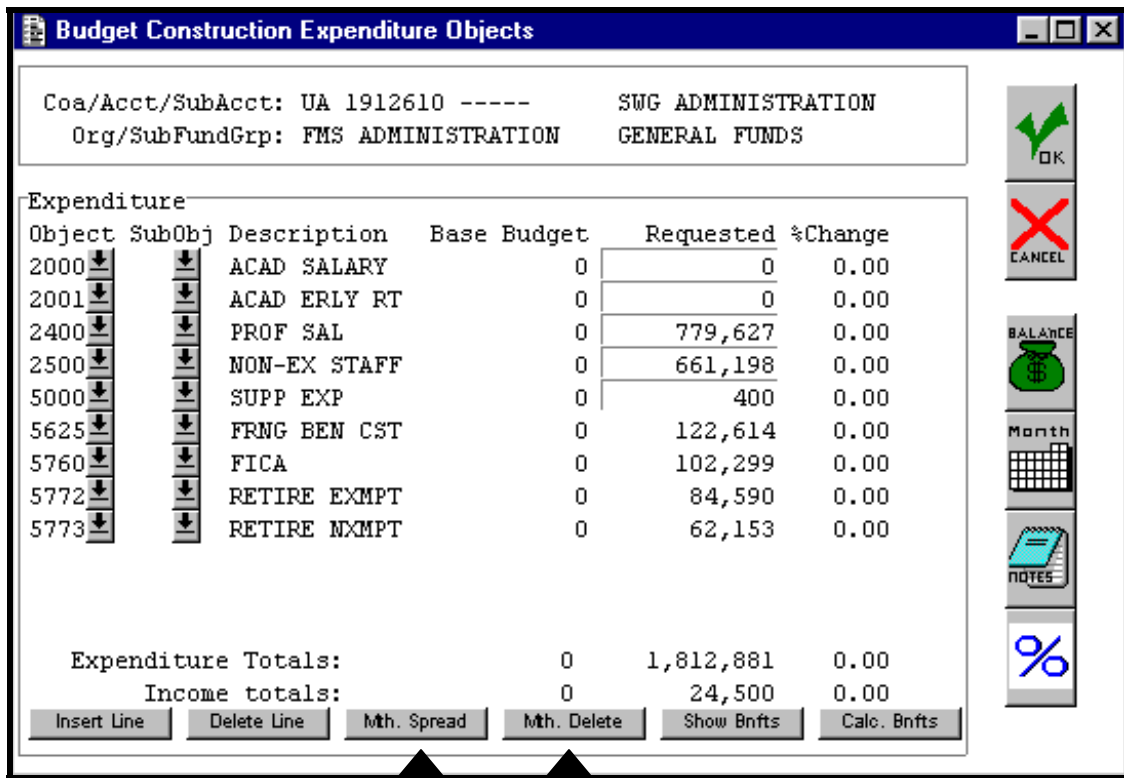 Budget Construction Expenditure Objects
Coa/Acct/SubAcct: UA 1912610 ----- SWG ADMINISTRATION
Org/SubFundGrp: FMS ADMINISTRATION GENERAL FUNDS
OK
CANCEL
Expenditure
Object SubObj Description Base Budget Requested %Change
2000 ACAD SALARY 0 0 0.00
2001 ACAD ERLY RT 0 0 0.00
2400 PROF SAL 0 779,627 0.00
2500 NON-EX STAFF 0 661,198 0.00
5000 SUPP EXP 0 400 0.00
5625 FRNG BEN CST 0 122,614 0.00
5760 FICA 0 102,299 0.00
5772 RETIRE EXMPT 0 84,590 0.00
5773 RETIRE NXMPT 0 62,153 0.00
BALANCE
$
Month
NOTES
%
Expenditure Totals: 0 1,812,881 0.00
Income totals: 0 24,500 0.00
Insert Line Delete Line Mth. Spread Mth. Delete Show Bnfts Calc. Bnfts